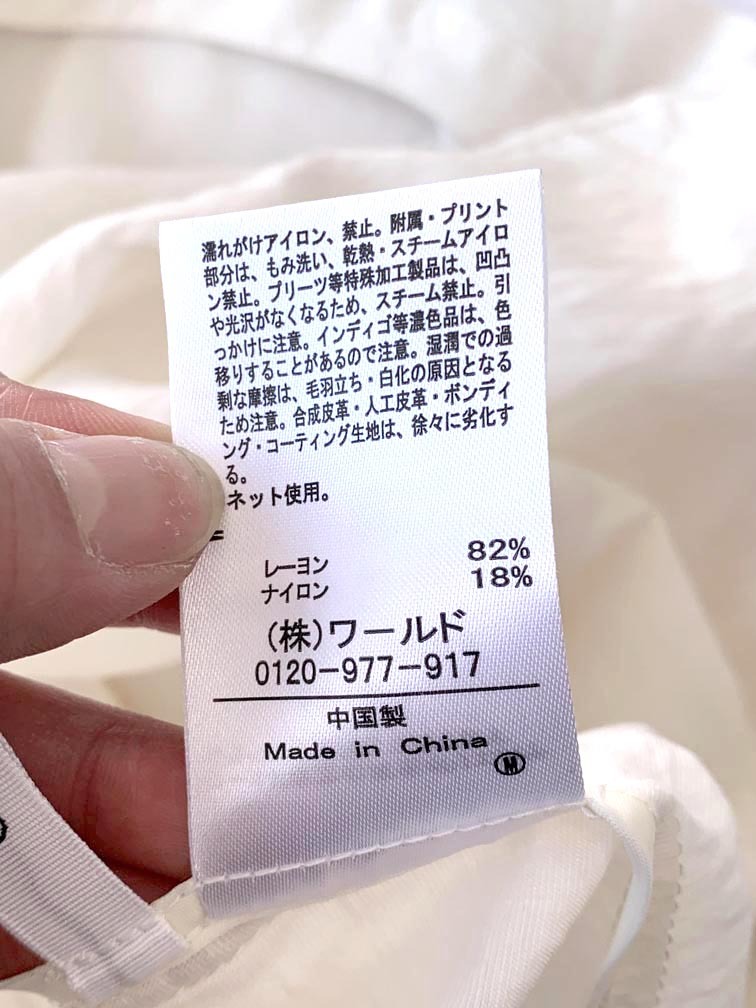 濡れがけアイロン、禁止。附属・プリント
部分は、もみ洗い、乾熱・スチームアイロ
ン禁止。プリーツ等特殊加工製品は、凹凸
や光沢がなくなるため、スチーム禁止。引
っかけに注意。インディゴ等濃色品は、色
移りすることがあるので注意。湿潤での過
剰な摩擦は、毛羽立ち・白化の原因となる
ため注意。合成皮革・人工皮革・ボンディ
ング・コーティング生地は、徐々に劣化す
る。
ネット使用。
レーヨン 82%
ナイロン 18%
(株)ワールド
0120-977-917
中国製
Made in China
M